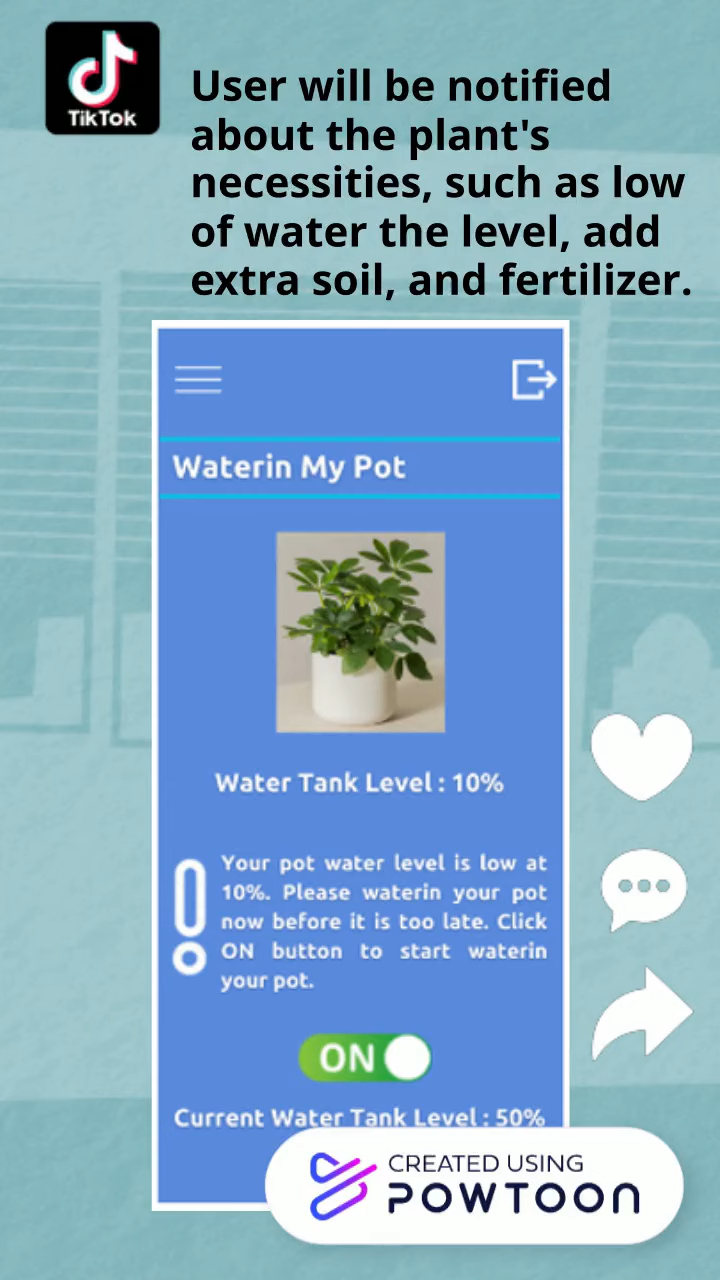 TikTok
User will be notified
about the plant's
necessities, such as low
of water the level, add
extra soil, and fertilizer.
Waterin My Pot
Water Tank Level : 10%
Your pot water level is low at
10%. Please waterin your pot
now before it is too late. Click
ON button to start waterin
your pot.
ON
Current Water Tank Level : 50%
CREATED USING
POWTOON